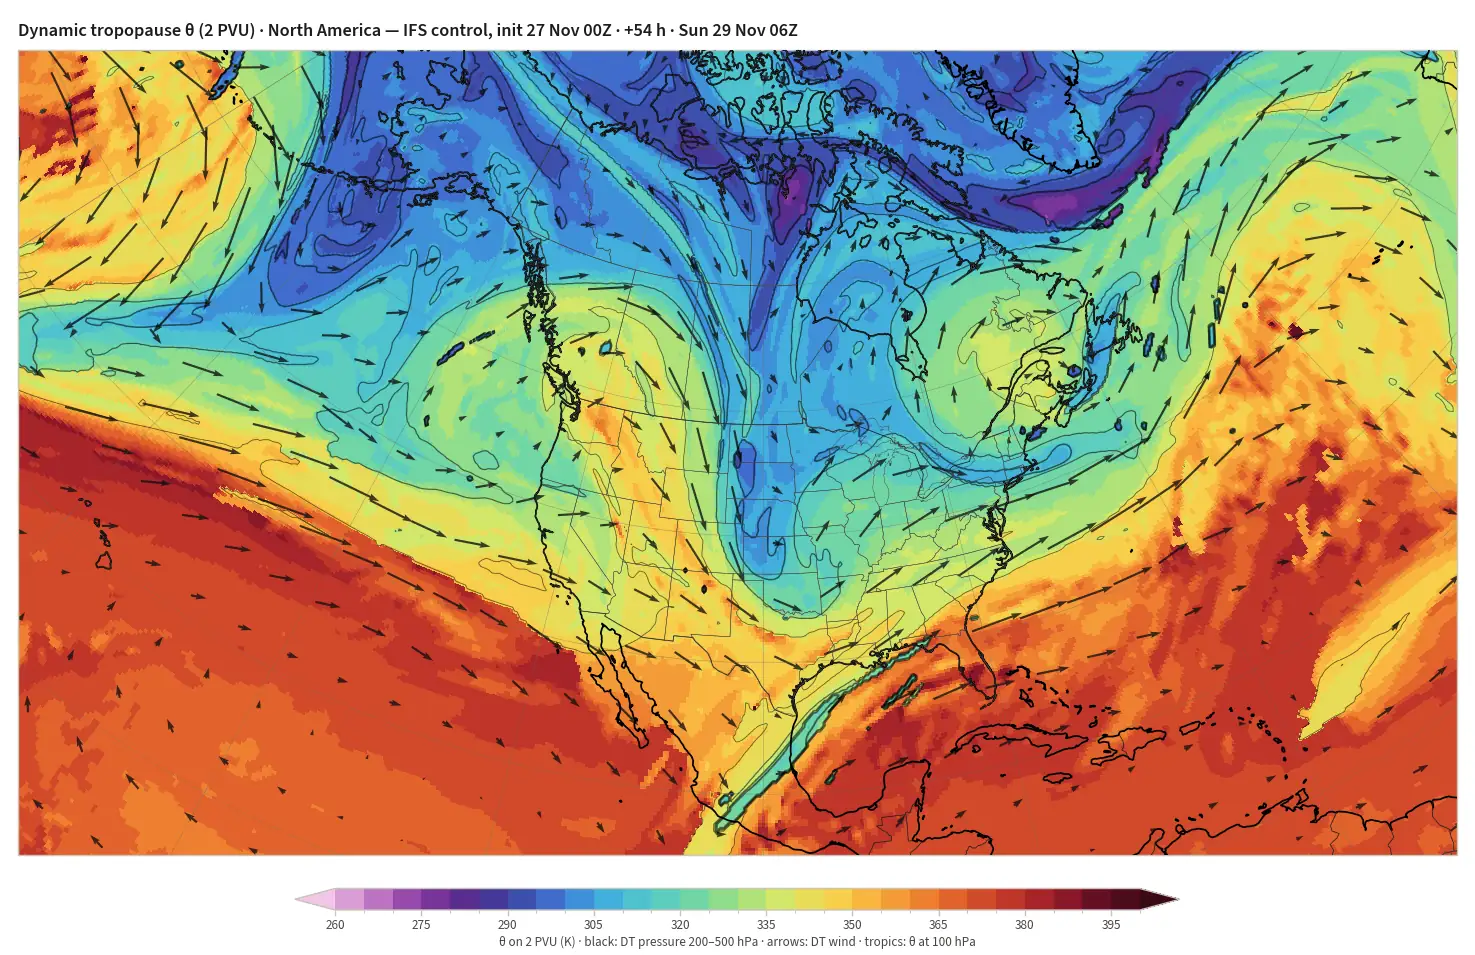 Dynamic tropopause θ (2 PVU) · North America — IFS control, init 27 Nov 00Z · +54 h · Sun 29 Nov 06Z
260 275 290 305 320 335 350 365 380 395
θ on 2 PVU (K) · black: DT pressure 200–500 hPa · arrows: DT wind · tropics: θ at 100 hPa